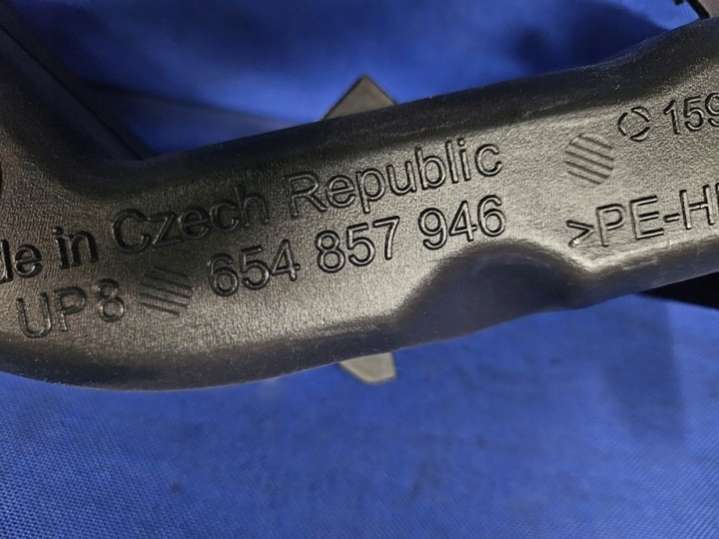 de in Czech Republic 159
UP8 654 857 946 >PE-H